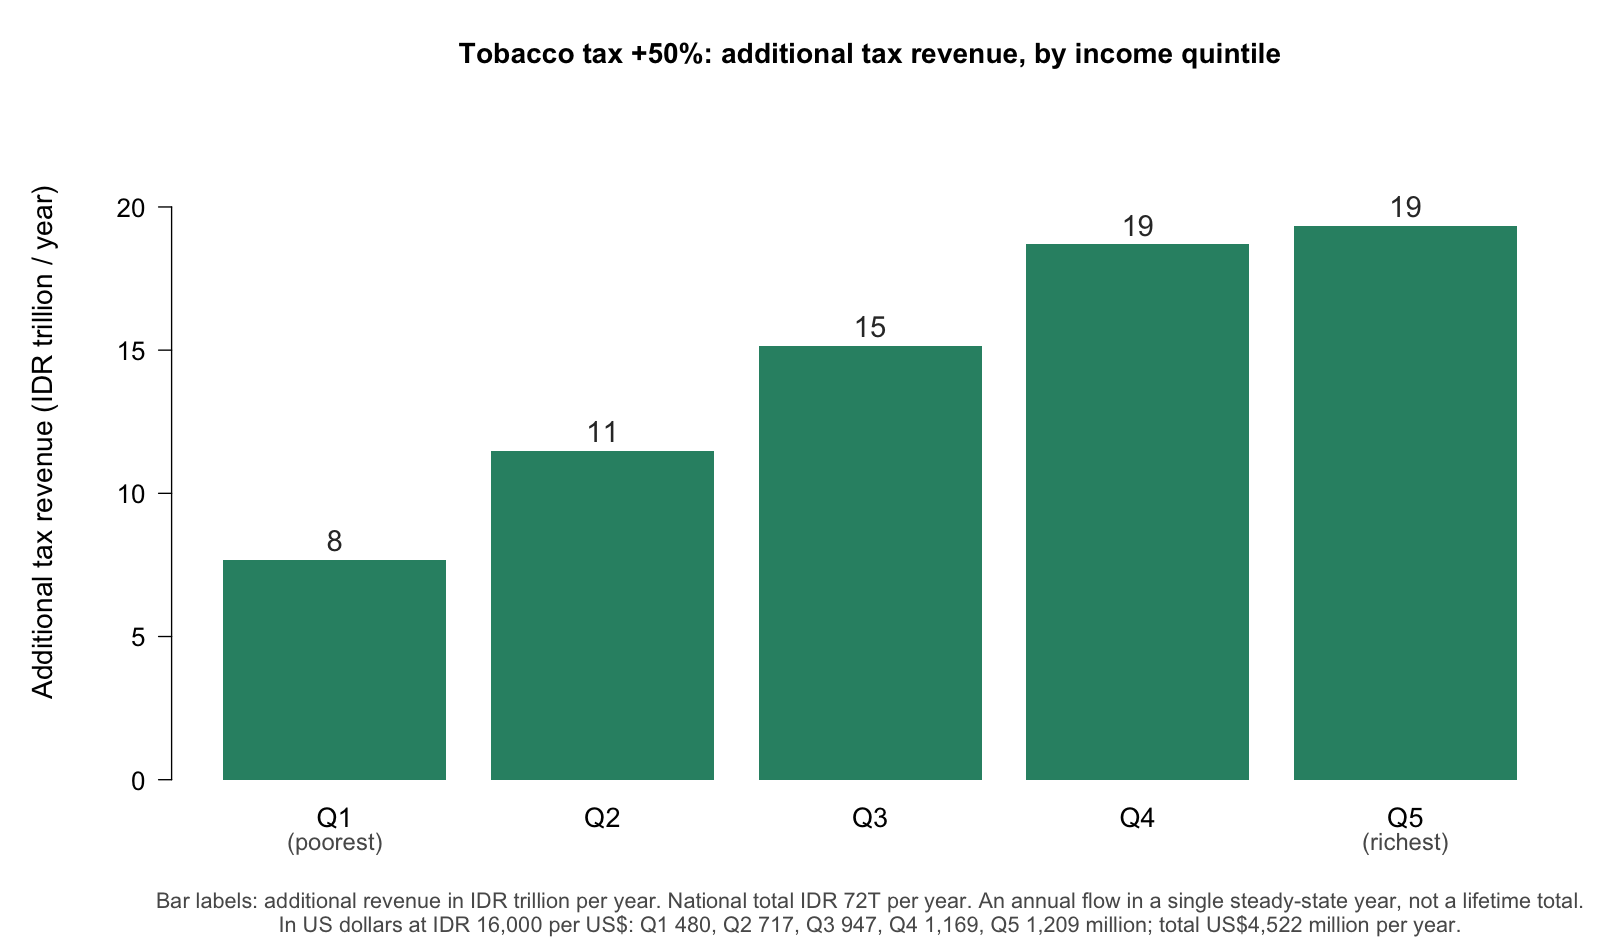 Tobacco tax +50%: additional tax revenue, by income quintile
Additional tax revenue (IDR trillion / year)
20
15
10
5
0
8
11
15
19
19
Q1
(poorest)
Q2
Q3
Q4
Q5
(richest)
Bar labels: additional revenue in IDR trillion per year. National total IDR 72T per year. An annual flow in a single steady-state year, not a lifetime total.
In US dollars at IDR 16,000 per US$: Q1 480, Q2 717, Q3 947, Q4 1,169, Q5 1,209 million; total US$4,522 million per year.